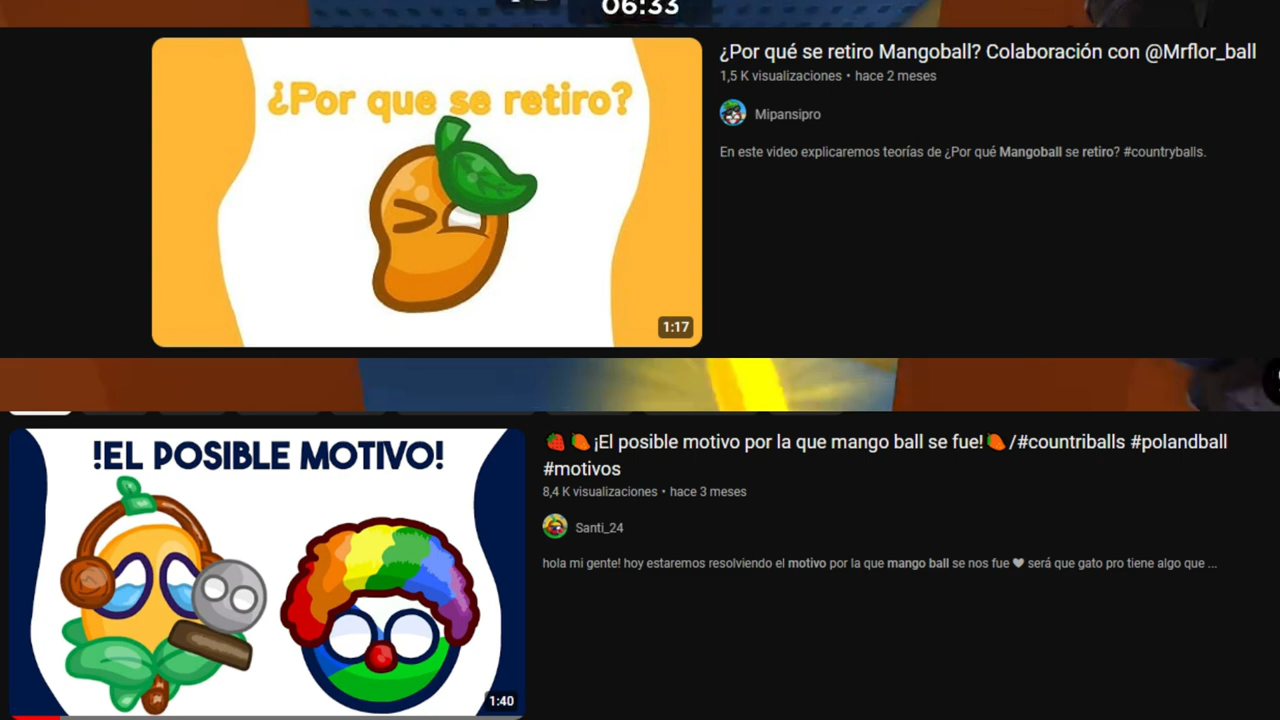 06:33
¿Por que se retiro?
1:17
¿Por qué se retiro Mangoball? Colaboración con @Mrflor_ball
1,5 K visualizaciones • hace 2 meses
Mipansipro
En este video explicaremos teorías de ¿Por qué Mangoball se retiro? #countryballs.
!EL POSIBLE MOTIVO!
1:40
🍓🥭¡El posible motivo por la que mango ball se fue!🥭/#countriballs #polandball
#motivos
8,4 K visualizaciones • hace 3 meses
Santi_24
hola mi gente! hoy estaremos resolviendo el motivo por la que mango ball se nos fue ❤ será que gato pro tiene algo que ...